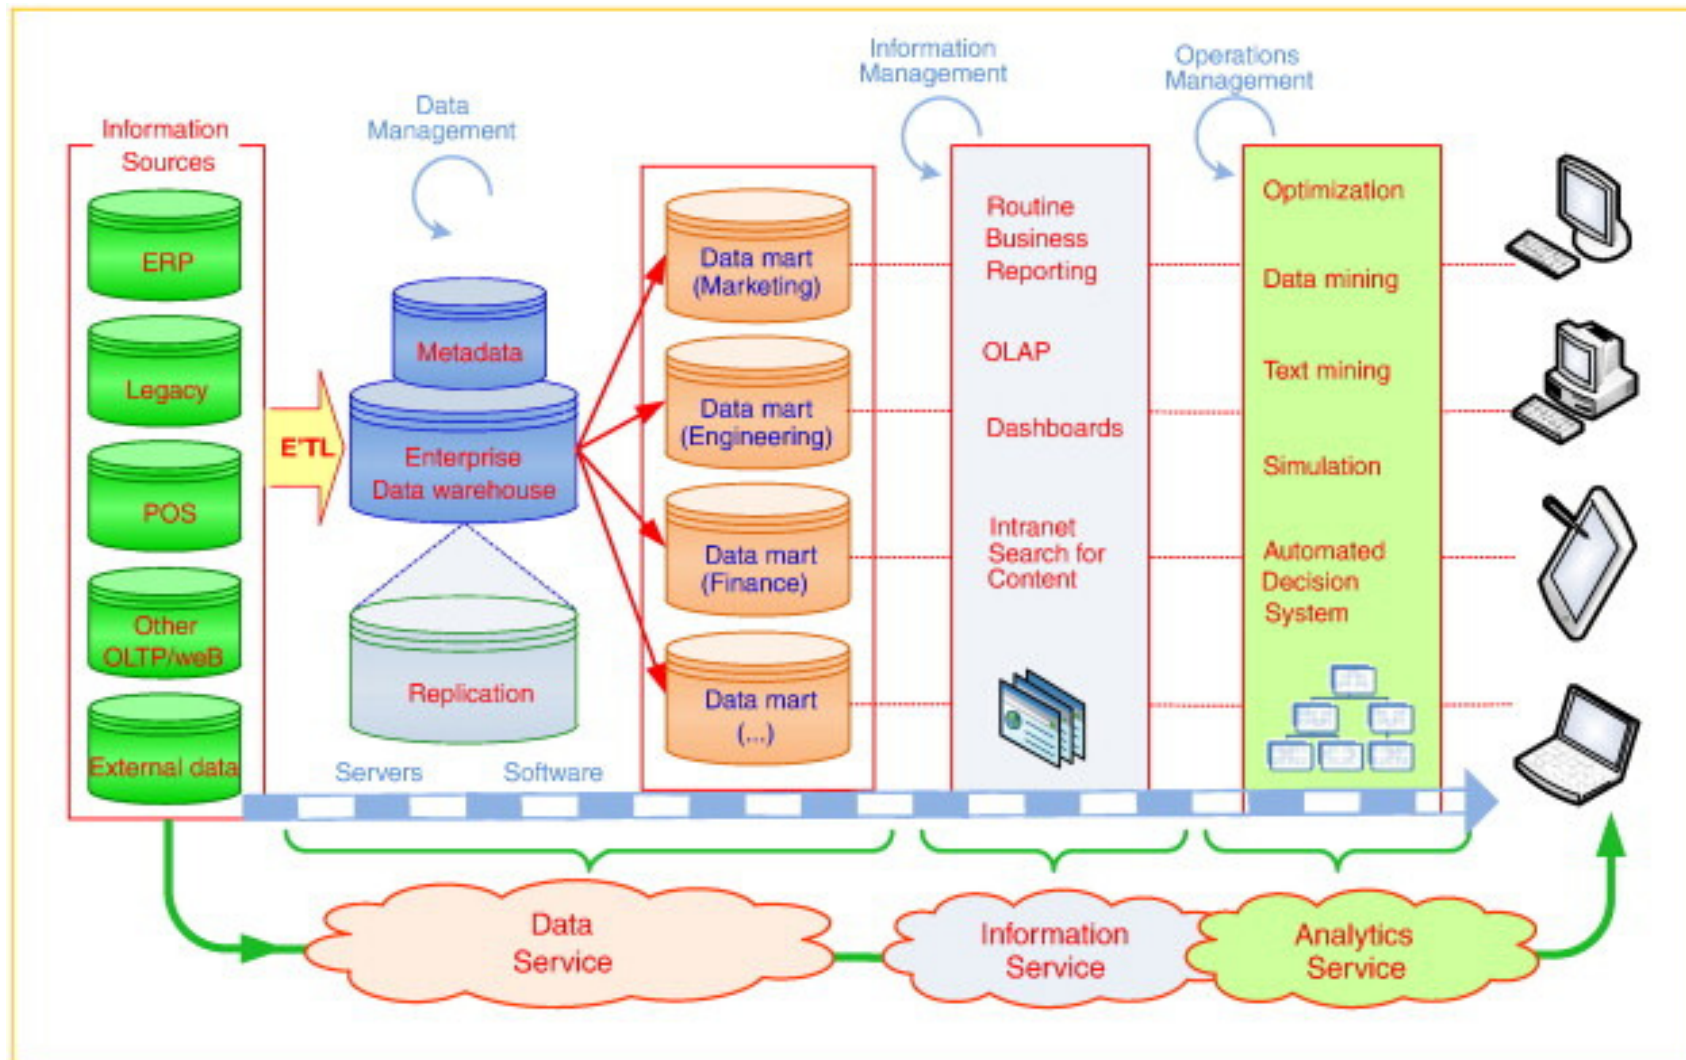 Information
Sources
ERP
Legacy
POS
Other
OLTP/weB
External data
E'TL
Data
Management
Metadata
Enterprise
Data warehouse
Replication
Servers
Software
Data mart
(Marketing)
Data mart
(Engineering)
Data mart
(Finance)
Data mart
(...)
Information
Management
Routine
Business
Reporting
OLAP
Dashboards
Intranet
Search for
Content
Operations
Management
Optimization
Data mining
Text mining
Simulation
Automated
Decision
System
Data
Service
Information
Service
Analytics
Service